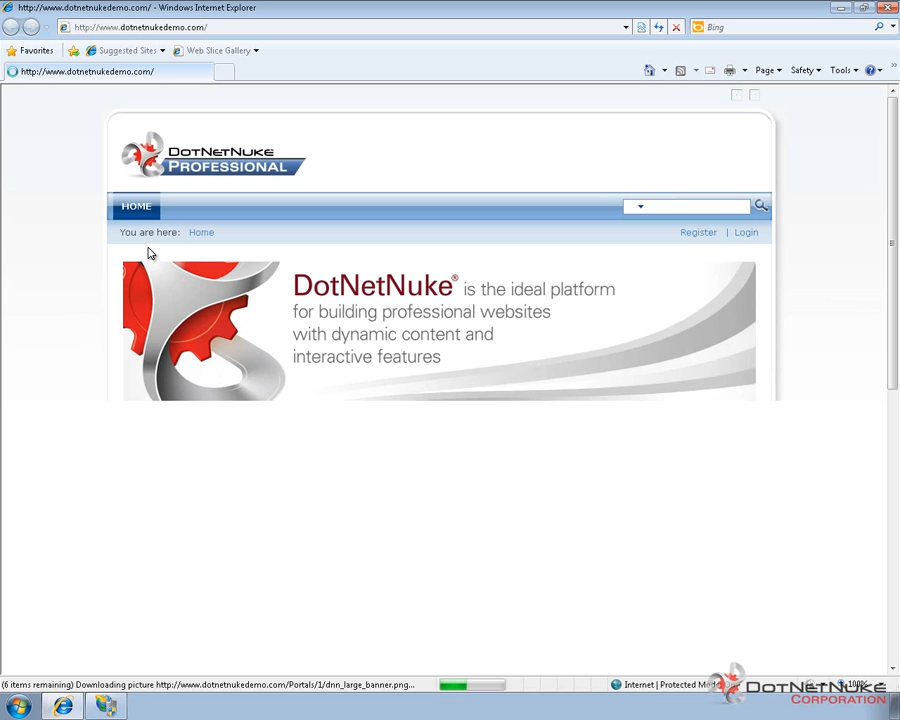 http://www.dotnetnukedemo.com/ - Windows Internet Explorer
http://www.dotnetnukedemo.com/
Bing
Favorites
Suggested Sites
Web Slice Gallery
http://www.dotnetnukedemo.com/
Page
Safety
Tools
DotNetNuke
PROFESSIONAL
HOME
You are here: Home
Register | Login
DotNetNuke® is the ideal platform
for building professional websites
with dynamic content and
interactive features
(6 items remaining) Downloading picture http://www.dotnetnukedemo.com/Portals/1/dnn_large_banner.png...
Internet | Protected
100%
DotNetNuke
CORPORATION